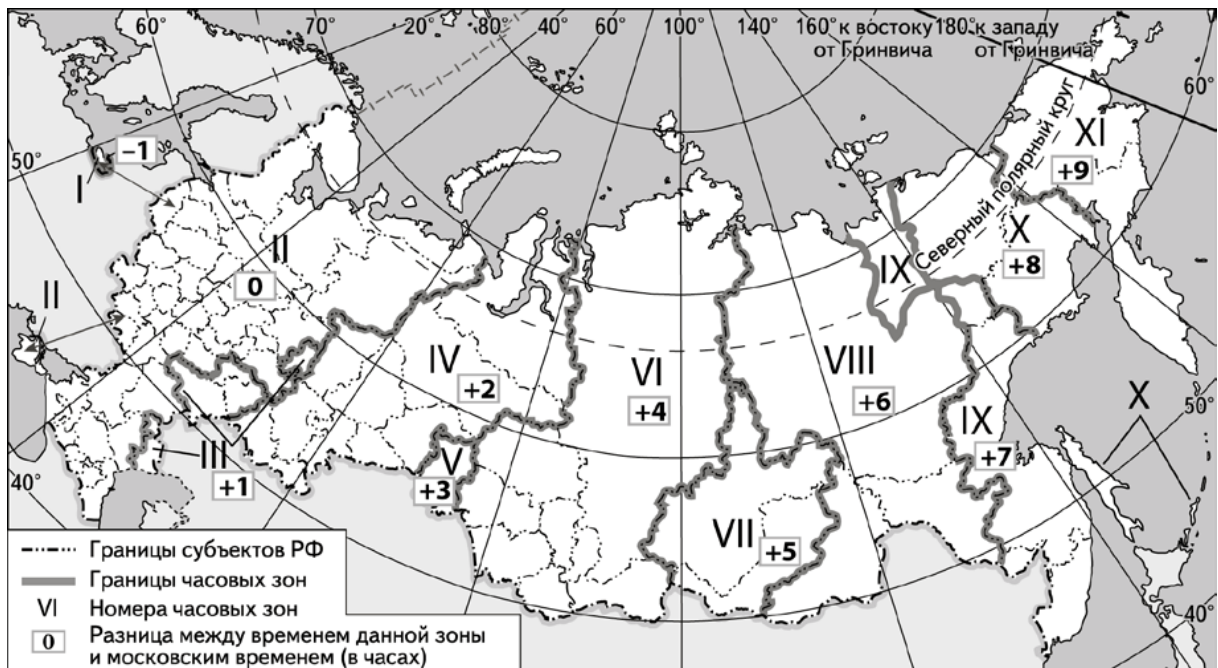 60° 70° 80° 40° 60° 80° 100° 140° 160° к востоку 180° к западу
от Гринвича от Гринвича
60°
60°
50°
50°
40°
40°
Северный полярный круг
I
–1
II
0
II
III
+1
IV
+2
V
+3
VI
+4
VII
+5
VIII
+6
IX
IX
+7
X
+8
X
XI
+9
Границы субъектов РФ
Границы часовых зон
VI Номера часовых зон
0 Разница между временем данной зоны
и московским временем (в часах)